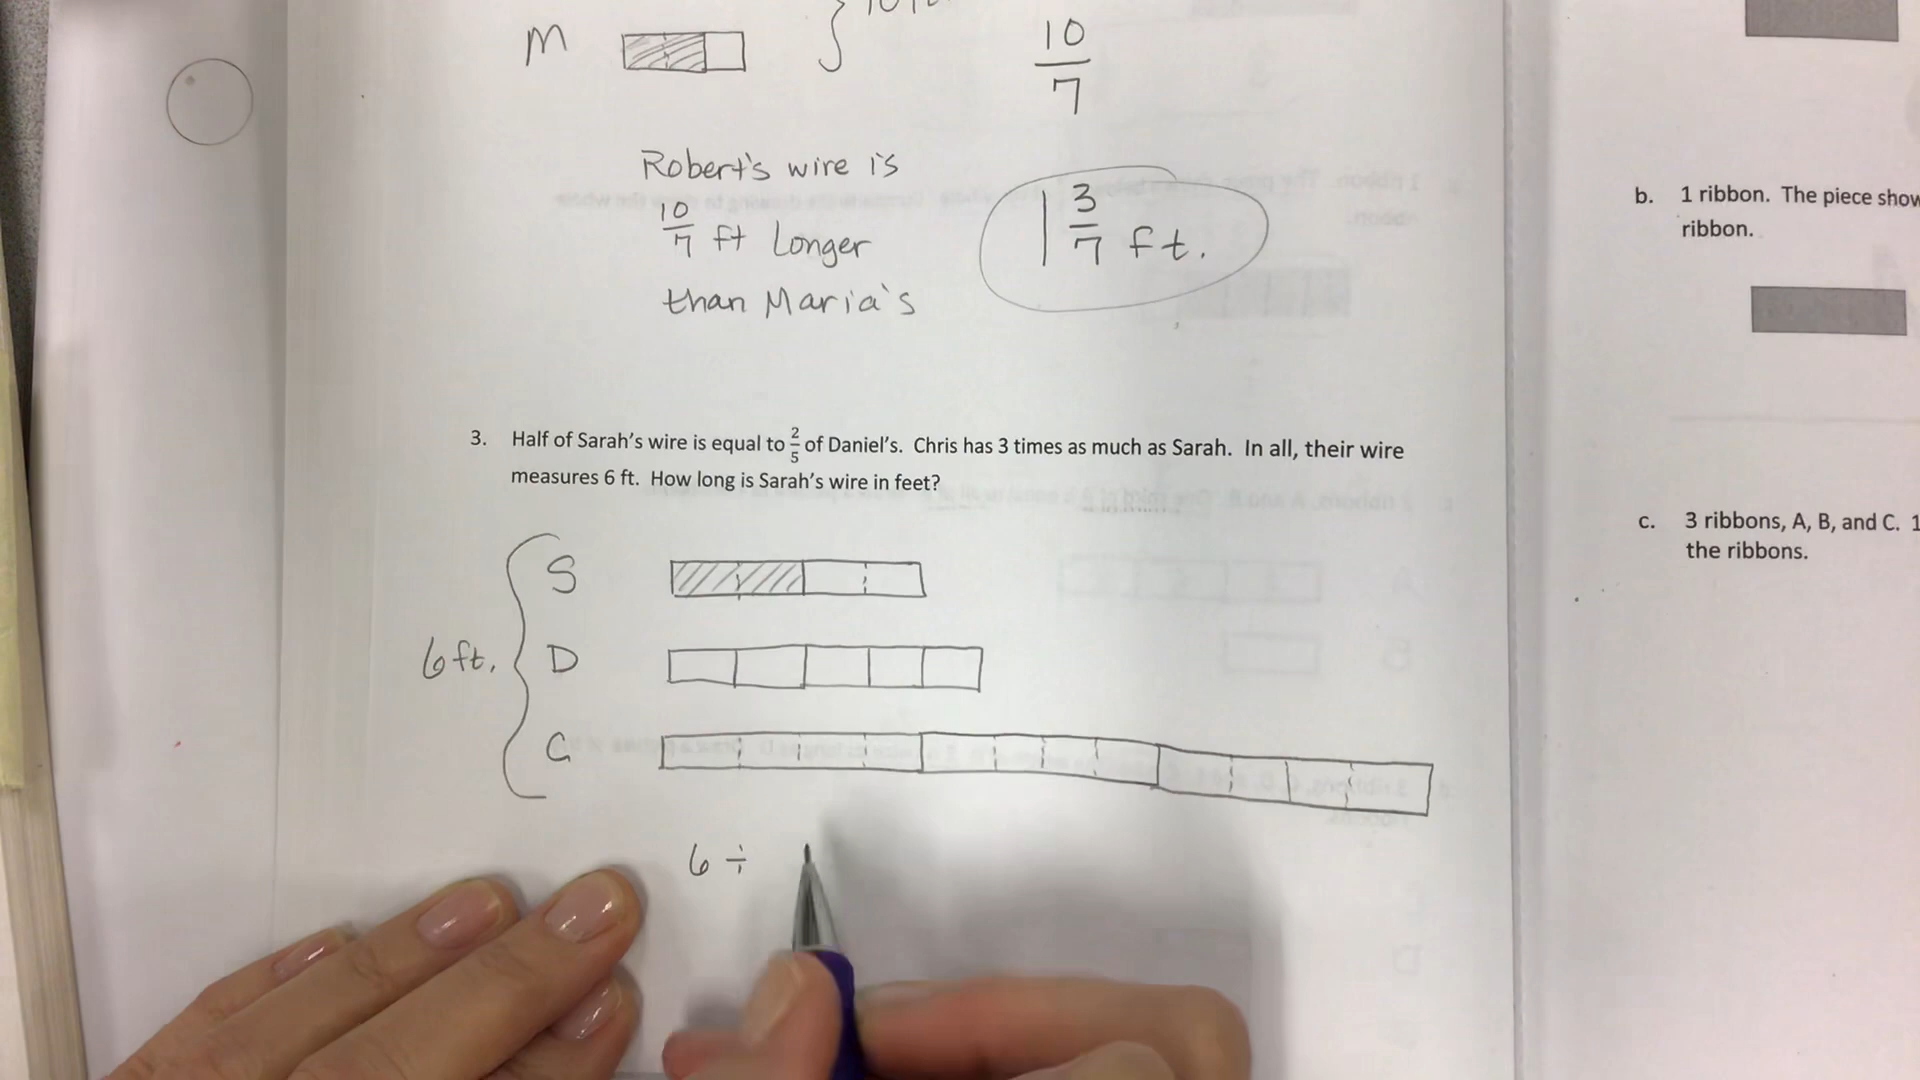 M
10
7
Robert's wire is
10
7 ft Longer
than Maria's
1 3/7 ft.
3. Half of Sarah's wire is equal to 2/5 of Daniel's. Chris has 3 times as much as Sarah. In all, their wire
measures 6 ft. How long is Sarah's wire in feet?
S
6ft. D
C
6 ÷
b. 1 ribbon. The piece show
ribbon.
c. 3 ribbons, A, B, and C. 1
the ribbons.